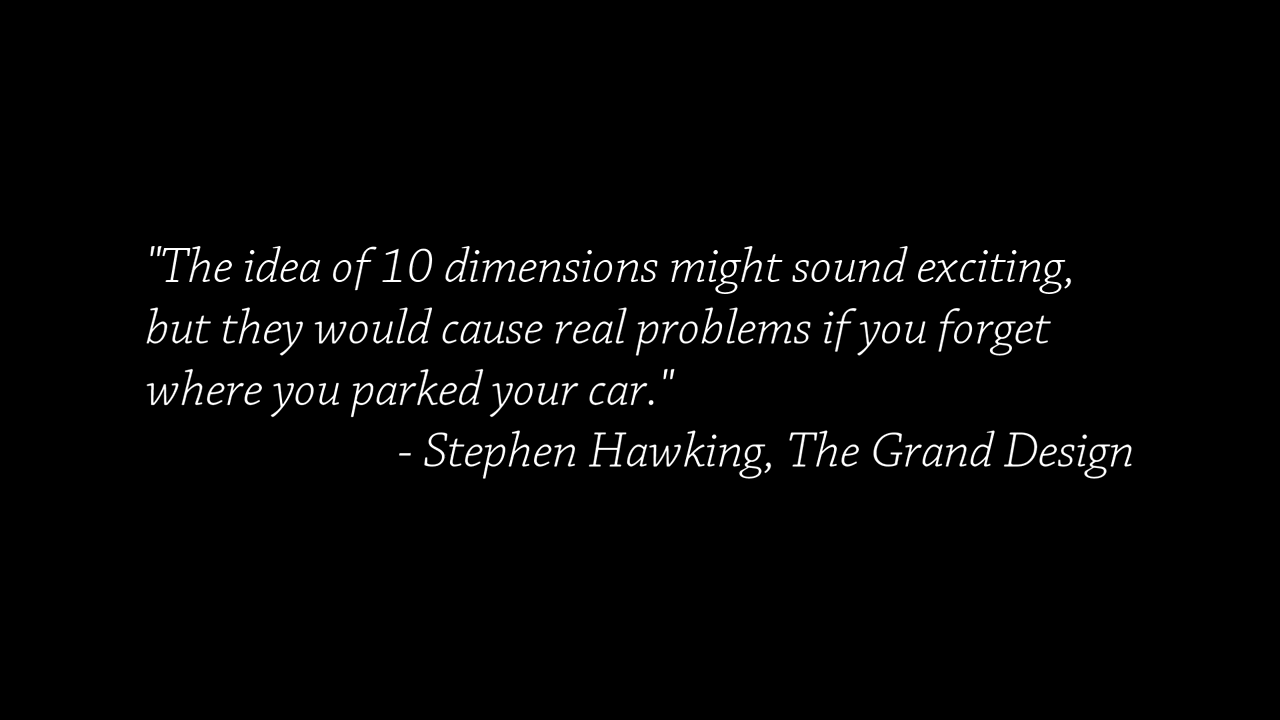 "The idea of 10 dimensions might sound exciting,
but they would cause real problems if you forget
where you parked your car."
- Stephen Hawking, The Grand Design